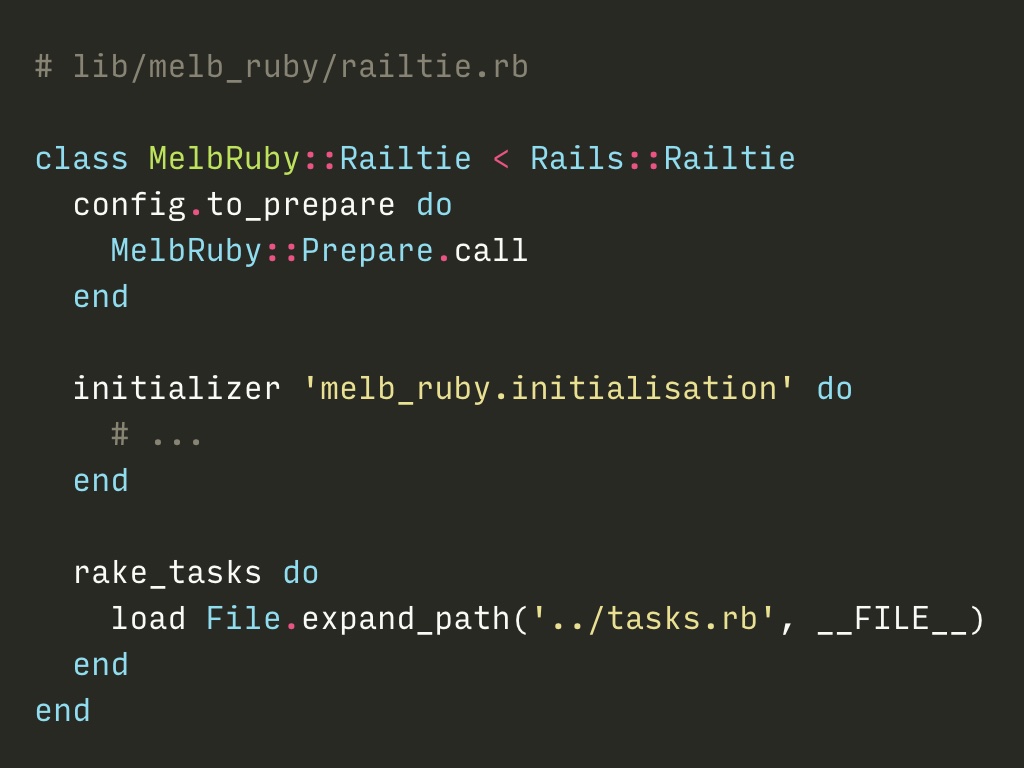 # lib/melb_ruby/railtie.rb
class MelbRuby::Railtie < Rails::Railtie
  config.to_prepare do
    MelbRuby::Prepare.call
  end
  initializer 'melb_ruby.initialisation' do
    # ...
  end
  rake_tasks do
    load File.expand_path('../tasks.rb', __FILE__)
  end
end